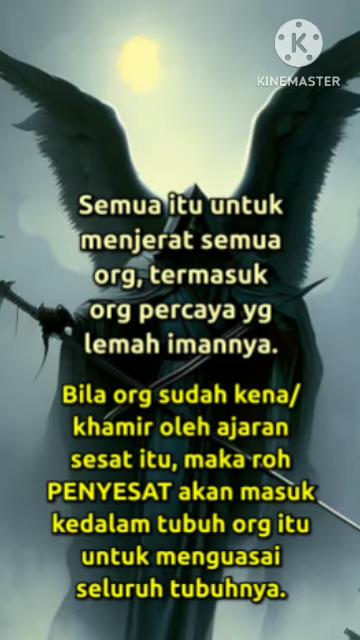 KINEMASTER
Semua itu untuk
menjerat semua
org, termasuk
org percaya yg
lemah imannya.
Bila org sudah kena/
khamir oleh ajaran
sesat itu, maka roh
PENYESAT akan masuk
kedalam tubuh org itu
untuk menguasai
seluruh tubuhnya.